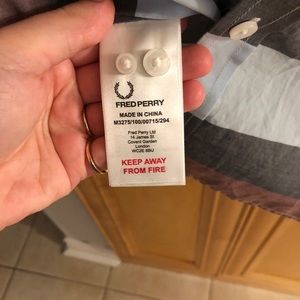 FRED PERRY
MADE IN CHINA
M3275/100/00715/294
Fred Perry Ltd
14 James St
Covent Garden
London
WC2E 8BU
KEEP AWAY
FROM FIRE